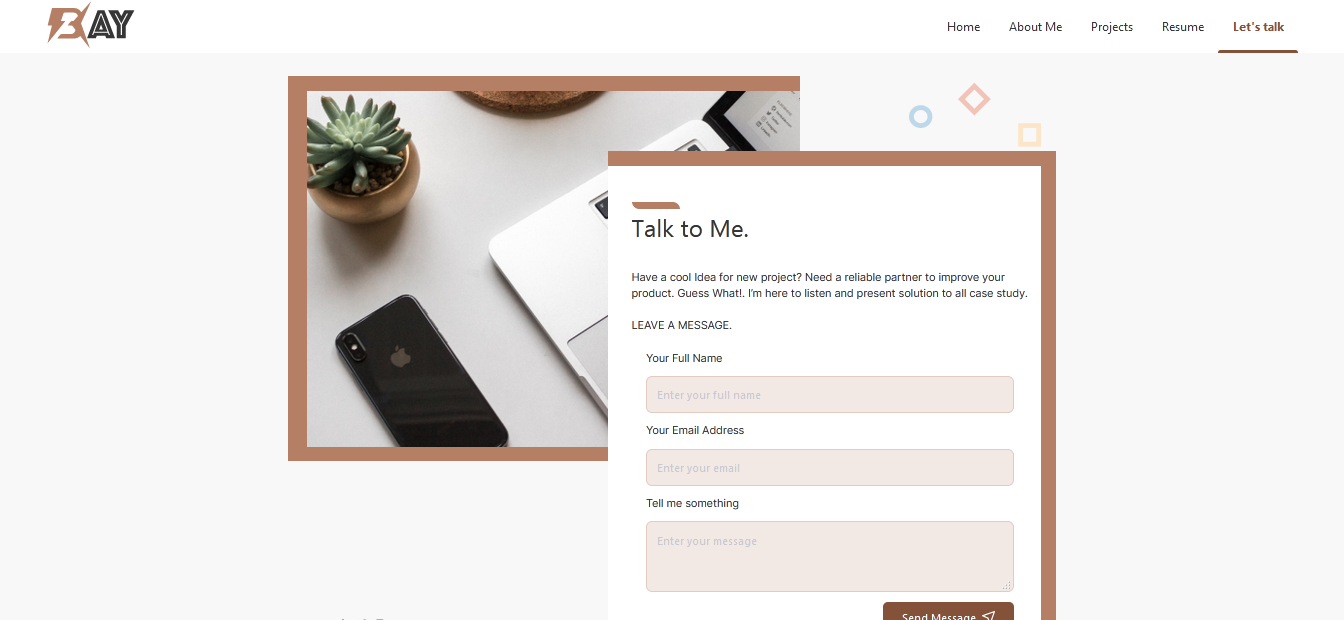 BAY
Home About Me Projects Resume Let's talk
Talk to Me.
Have a cool Idea for new project? Need a reliable partner to improve your
product. Guess What!. I'm here to listen and present solution to all case study.
LEAVE A MESSAGE.
Your Full Name
Enter your full name
Your Email Address
Enter your email
Tell me something
Enter your message
Send Message